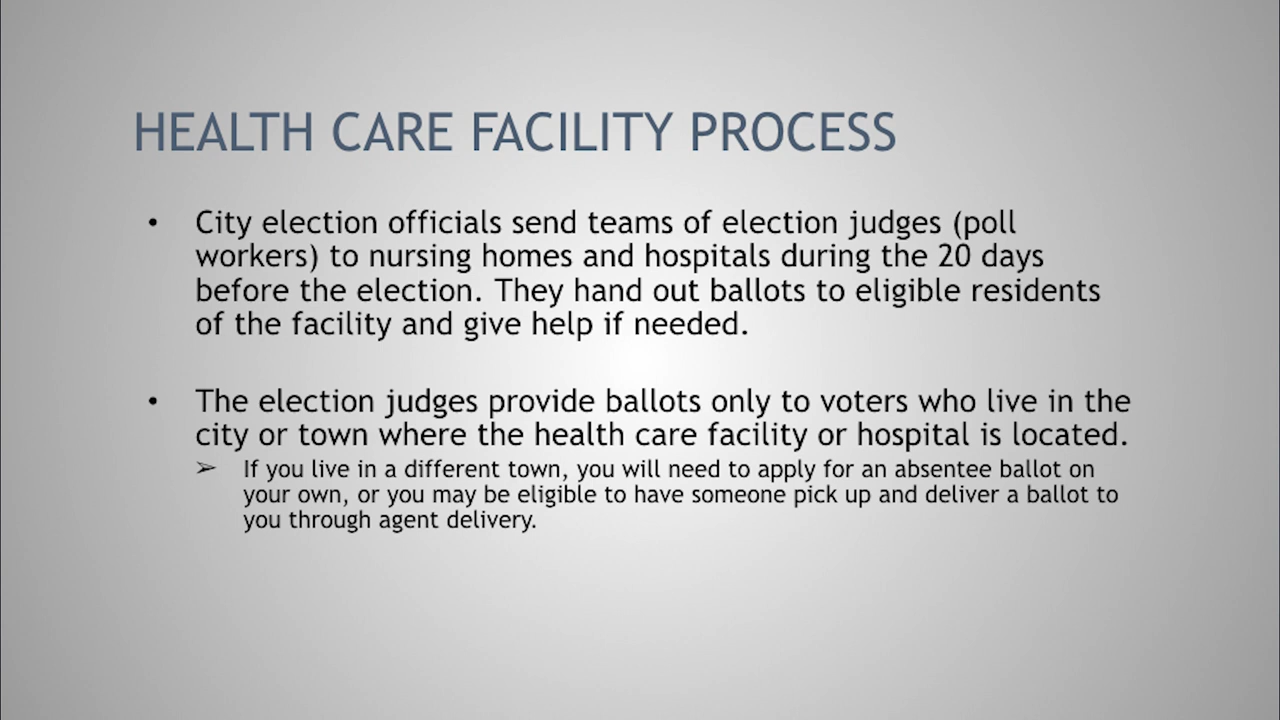 HEALTH CARE FACILITY PROCESS
• City election officials send teams of election judges (poll
workers) to nursing homes and hospitals during the 20 days
before the election. They hand out ballots to eligible residents
of the facility and give help if needed.
• The election judges provide ballots only to voters who live in the
city or town where the health care facility or hospital is located.
➢ If you live in a different town, you will need to apply for an absentee ballot on
your own, or you may be eligible to have someone pick up and deliver a ballot to
you through agent delivery.